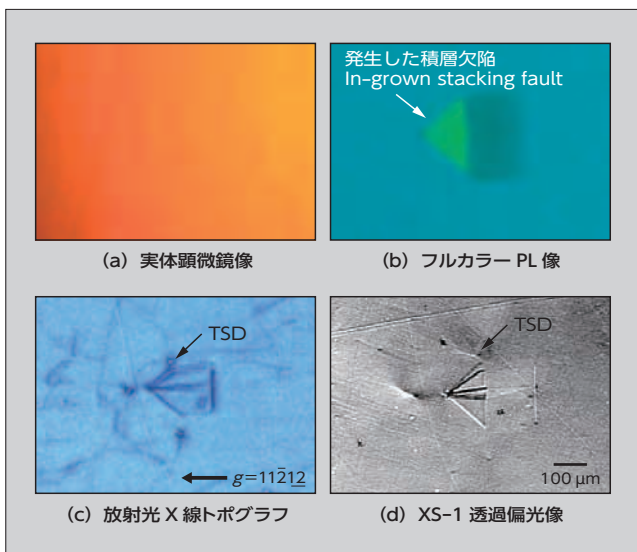 発生した積層欠陥
In-grown stacking fault
(a) 実体顕微鏡像
(b) フルカラー PL 像
TSD
g=11212
(c) 放射光 X 線トポグラフ
TSD
100 μm
(d) XS-1 透過偏光像